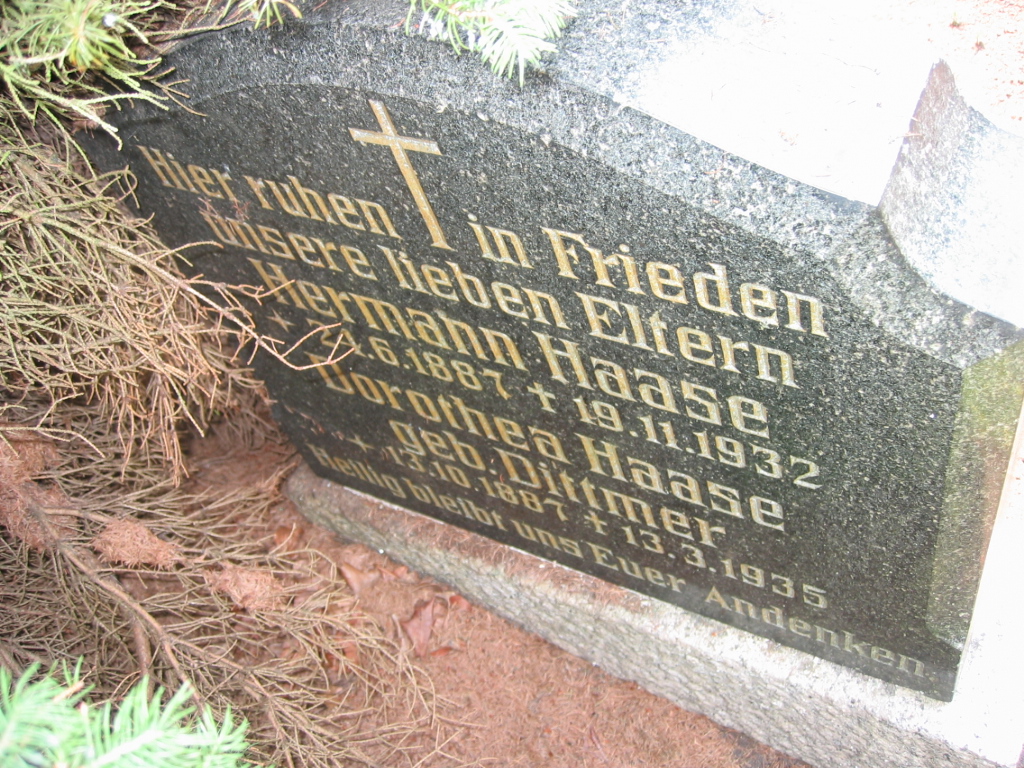 Hier ruhen in Frieden
unsere lieben Eltern
Hermann Haase
.6.1887 † 19.11.1932
Dorothea Haase
geb. Dittmer
* 13.10.1887 † 13.3.1935
Heilig bleibt uns Euer Andenken.